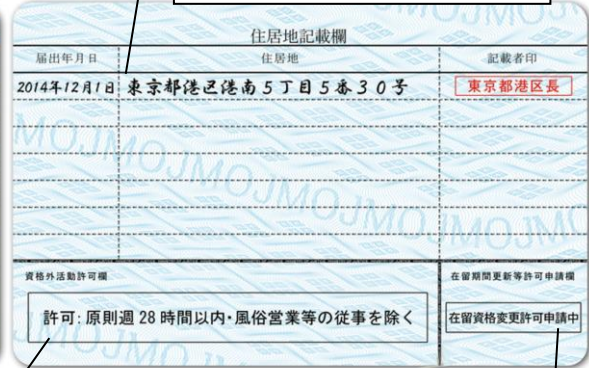 住居地記載欄
届出年月日 住居地 記載者印
2014年12月1日 東京都港区港南5丁目5番30号 東京都港区長
MOJMOJMOJMOJMOJMO
資格外活動許可欄 在留期間更新等許可申請欄
許可:原則週28時間以内・風俗営業等の従事を除く 在留資格変更許可申請中